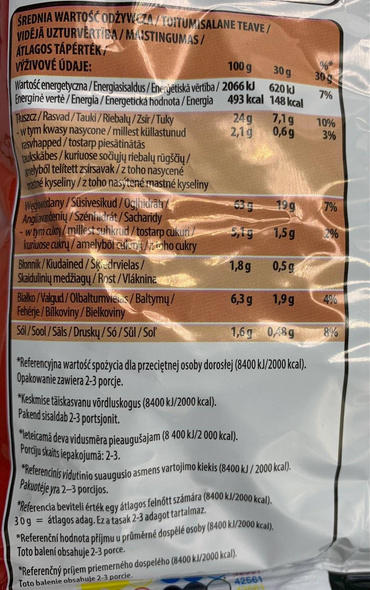 ŚREDNIA WARTOŚĆ ODŻYWCZA / TOITUMISALANE TEAVE /
VIDĒJĀ UZTURVĒRTĪBA / MAISTINGUMAS /
ÁTLAGOS TÁPÉRTÉK /
VÝŽIVOVÉ ÚDAJE: 100 g 30 g %* 30 g
Wartość energetyczna / Energiasisaldus / Enerģētiskā vērtība / 2066 kJ 620 kJ
Energinė vertė / Energia / Energetická hodnota / Energia 493 kcal 148 kcal 7%
Tłuszcz / Rasvad / Tauki / Riebalų / Zsír / Tuky 24 g 7,1 g 10%
- w tym kwasy nasycone / millest küllastunud 2,1 g 0,6 g 3%
rasvhapped / tostarp piesātinātās
taukskābes / kuriuose sočiųjų riebalų rūgščių /
amelyből telített zsírsavak / z toho nasycené
mastné kyseliny / z toho nasýtené mastné kyseliny
Węglowodany / Süsivesikud / Ogļhidrāti / 63 g 19 g 7%
Angliavandenių / Szénhidrát / Sacharidy
- w tym cukry / millest suhkrud / tostarp cukuri / 5,1 g 1,5 g 2%
kuriuose cukrų / amelyből cukrok / z toho cukry
Błonnik / Kiudained / Šķiedrvielas / 1,8 g 0,5 g
Skaidulinių medžiagų / Rost / Vláknina
Białko / Valgud / Olbaltumvielas / Baltymų / 6,3 g 1,9 g 4%
Fehérje / Bílkoviny / Bielkoviny
Sól / Sool / Sāls / Druskų / Só / Sůl / Soľ 1,6 g 0,48 g 8%
*Referencyjna wartość spożycia dla przeciętnej osoby dorosłej (8400 kJ/2000 kcal).
Opakowanie zawiera 2-3 porcje.
*Keskmise täiskasvanu võrdluskogus (8400 kJ/2000 kcal).
Pakend sisaldab 2-3 portsjonit.
*Ieteicamā deva vidusmēra pieaugušajam (8 400 kJ/2 000 kcal).
Porciju skaits iepakojumā: 2-3.
*Referencinis vidutinio suaugusio asmens vartojimo kiekis (8400 kJ / 2000 kcal).
Pakuotėje yra 2–3 porcijos.
*Referencia beviteli érték egy átlagos felnőtt számára (8400 kJ/2000 kcal).
30 g = átlagos adag. Ez a tasak 2-3 adagot tartalmaz.
*Referenční hodnota příjmu u průměrné dospělé osoby (8400 kJ/2000 kcal).
Toto balení obsahuje 2-3 porce.
*Referenčný príjem priemerného dospelého (8400 kJ/2000 kcal).
Toto balenie obsahuje 2-3 porcie.
42561